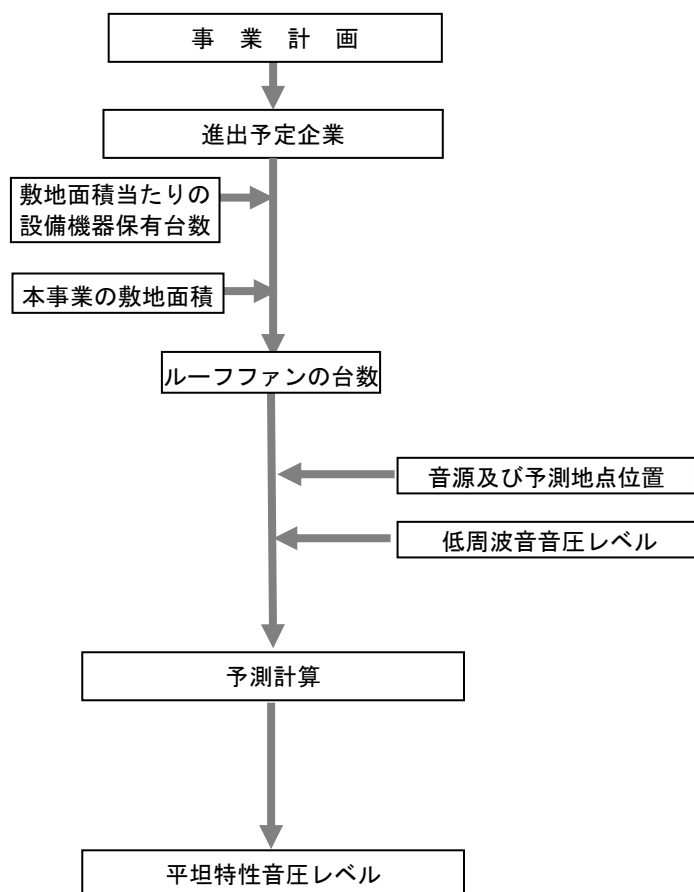 事　業　計　画
進出予定企業
敷地面積当たりの
設備機器保有台数
本事業の敷地面積
ルーフファンの台数
音源及び予測地点位置
低周波音音圧レベル
予測計算
平坦特性音圧レベル